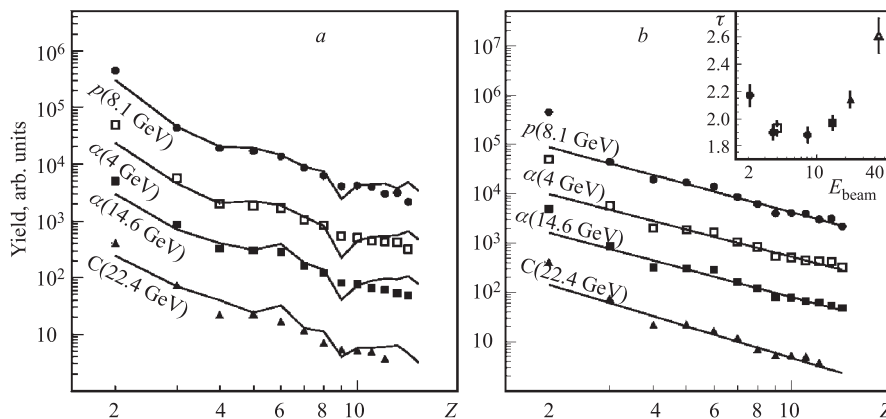 a
Yield, arb. units
10^6
10^5
10^4
10^3
10^2
10
p(8.1 GeV)
α(4 GeV)
α(14.6 GeV)
C(22.4 GeV)
2
4
6
8
10
Z
b
10^7
10^6
10^5
10^4
10^3
10^2
10
p(8.1 GeV)
α(4 GeV)
α(14.6 GeV)
C(22.4 GeV)
2
4
6
8
10
Z
τ
2.6
2.4
2.2
2.0
1.8
2
10
40
E_beam